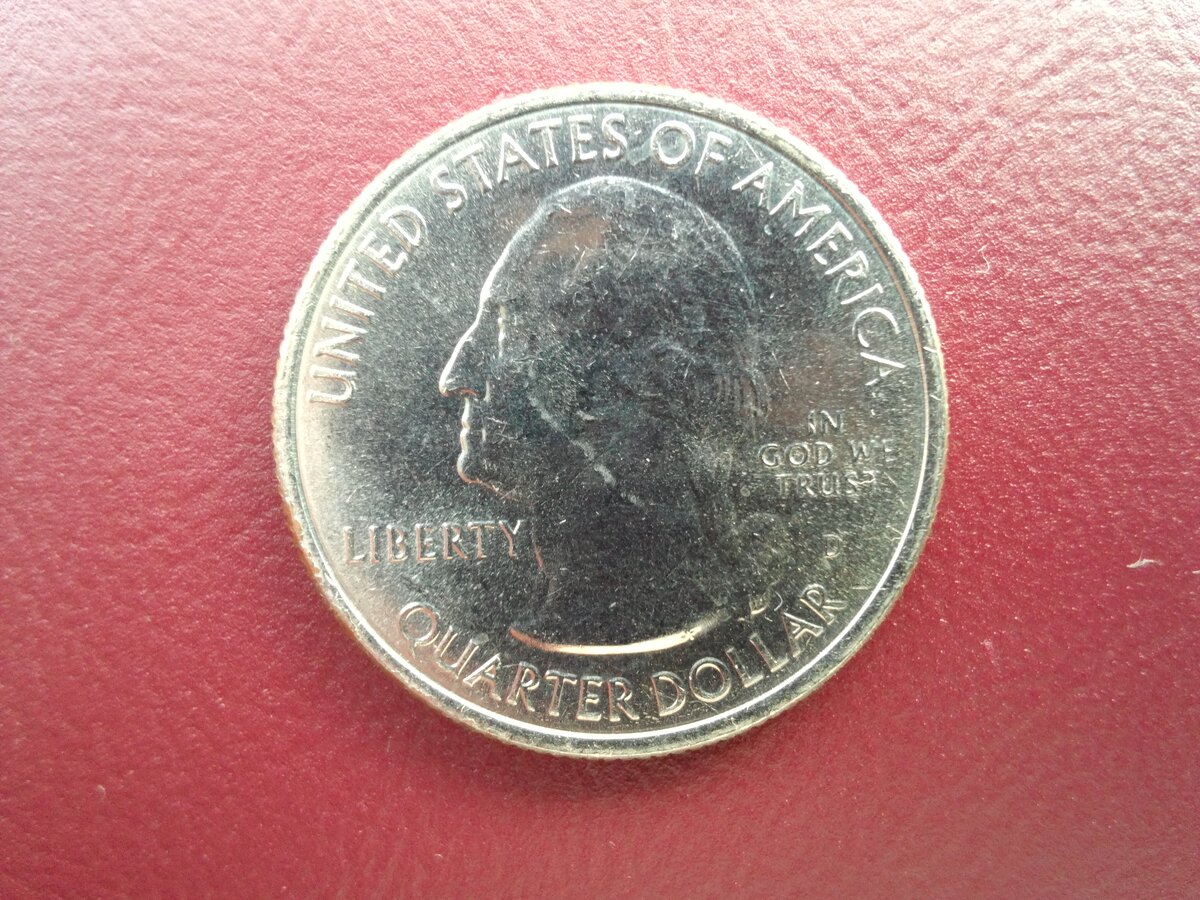 UNITED STATES OF AMERICA
IN
GOD WE
TRUST
LIBERTY
D
QUARTER DOLLAR